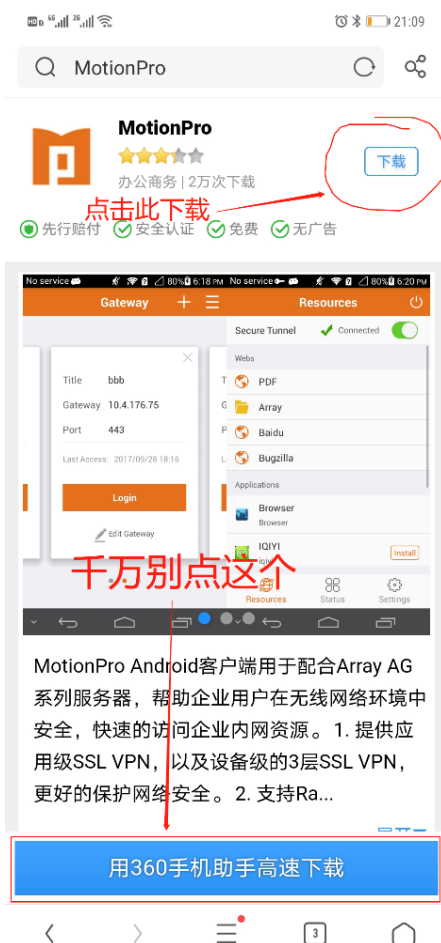 HD 4G 2G 21:09
MotionPro
MotionPro
办公商务 | 2万次下载
下载
点击此下载
先行赔付 安全认证 免费 无广告
No service 80% 6:18 PM
Gateway
Title bbb
Gateway 10.4.176.75
Port 443
Last Access: 2017/09/28 18:16
Login
Edit Gateway
T
G
P
L
No service 80% 6:20 PM
Resources
Secure Tunnel Connected
Webs
PDF
Array
Baidu
Bugzilla
Applications
Browser
Browser
IQIYI
iqiyi
Install
千万别点这个
Resources Status Settings
MotionPro Android客户端用于配合Array AG
系列服务器，帮助企业用户在无线网络环境中
安全，快速的访问企业内网资源。1. 提供应
用级SSL VPN，以及设备级的3层SSL VPN，
更好的保护网络安全。2. 支持Ra...
用360手机助手高速下载
3